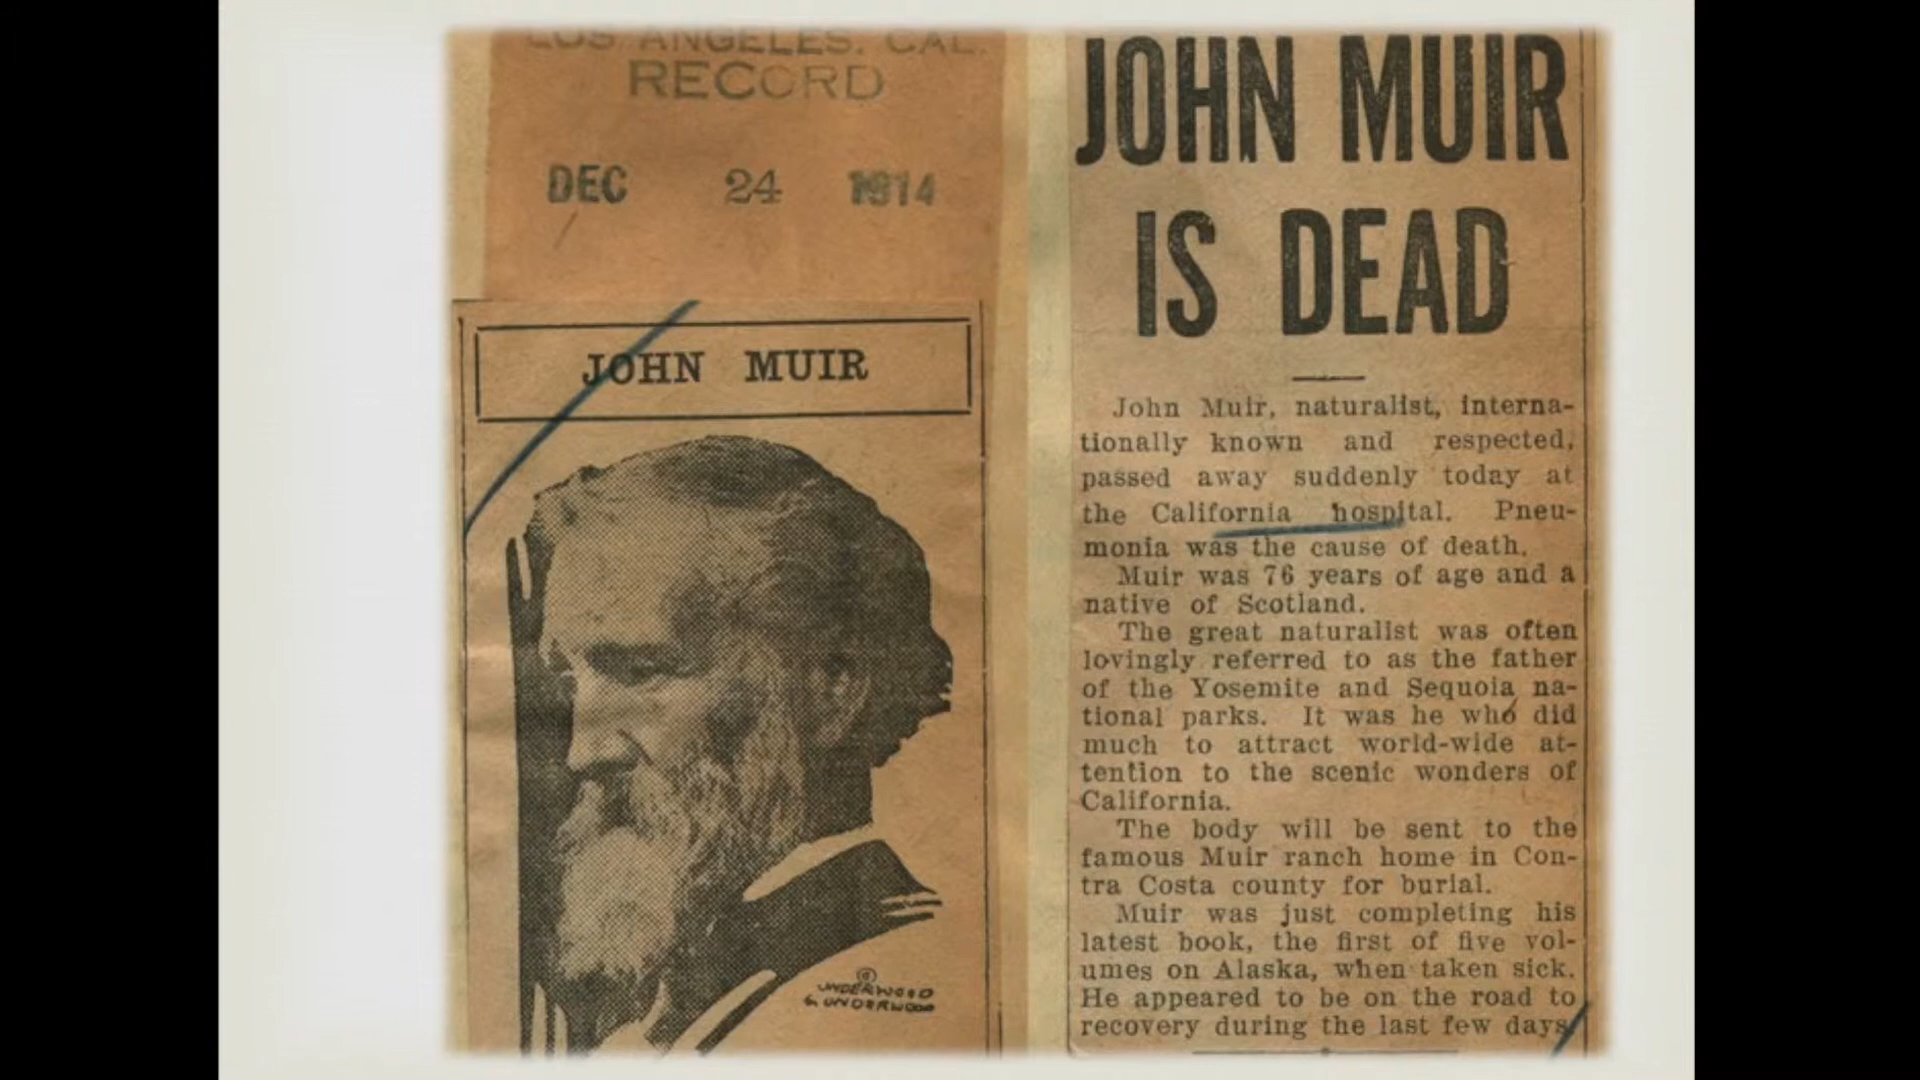 LOS ANGELES, CAL.
RECORD
DEC 24 1914
JOHN MUIR
©
UNDERWOOD
& UNDERWOOD
JOHN MUIR
IS DEAD
John Muir, naturalist, interna-
tionally known and respected,
passed away suddenly today at
the California hospital. Pneu-
monia was the cause of death.
Muir was 76 years of age and a
native of Scotland.
The great naturalist was often
lovingly referred to as the father
of the Yosemite and Sequoia na-
tional parks. It was he who did
much to attract world-wide at-
tention to the scenic wonders of
California.
The body will be sent to the
famous Muir ranch home in Con-
tra Costa county for burial.
Muir was just completing his
latest book, the first of five vol-
umes on Alaska, when taken sick.
He appeared to be on the road to
recovery during the last few days